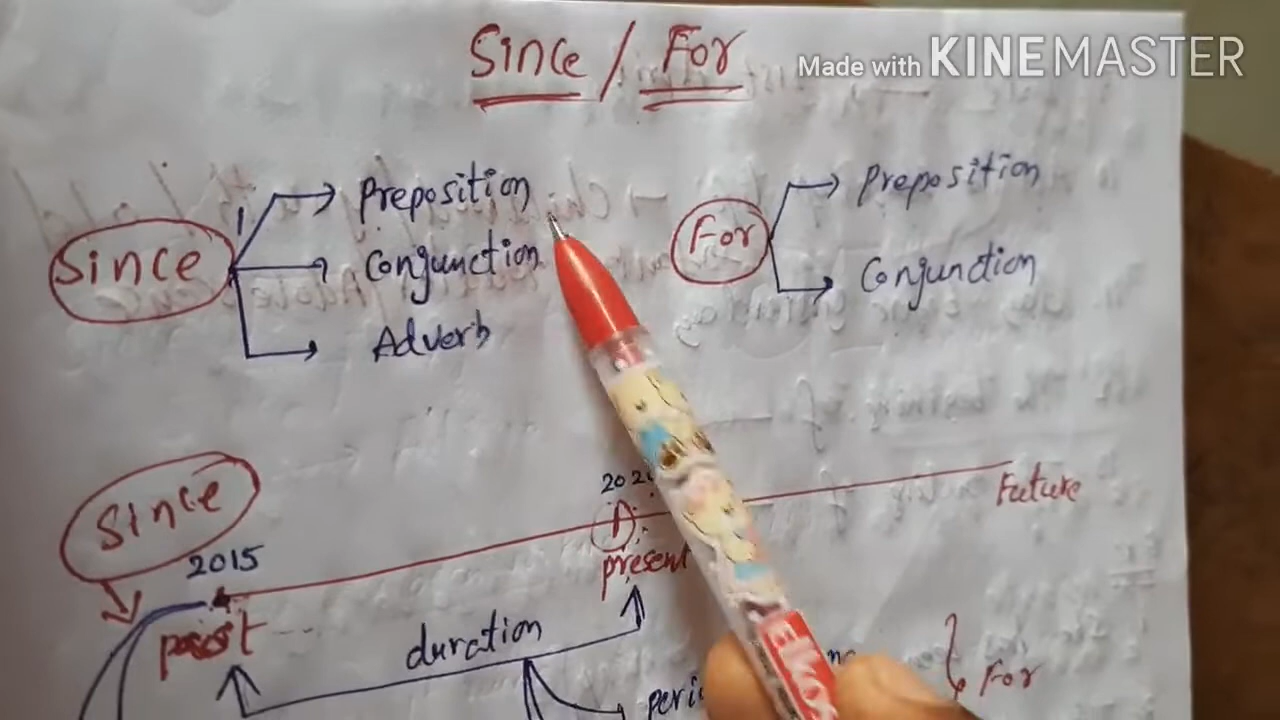 Since / For
Made with KINEMASTER
Since
Preposition
Conjunction
Adverb
For
Preposition
Conjunction
Since
2015
past
duration
present
Future
For